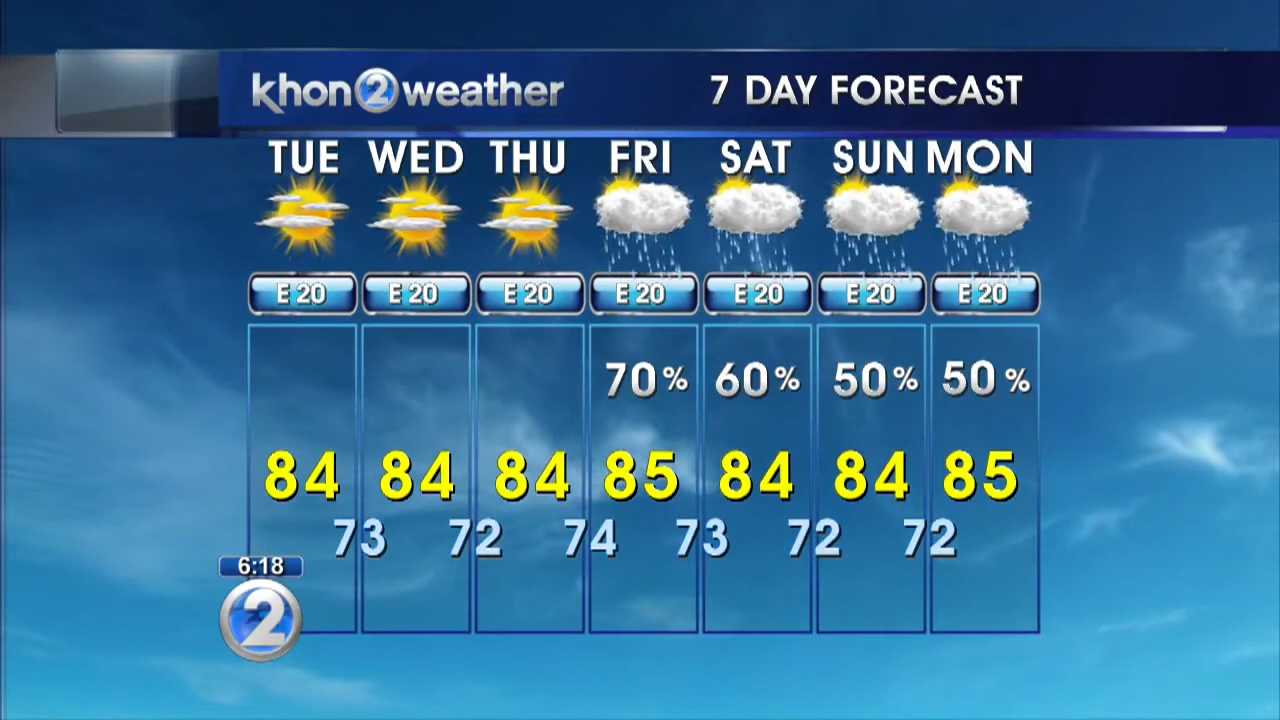 khon2weather 7 DAY FORECAST
TUE WED THU FRI SAT SUN MON
E 20 E 20 E 20 E 20 E 20 E 20 E 20
70% 60% 50% 50%
84 84 84 85 84 84 85
73 72 74 73 72 72
6:18
2